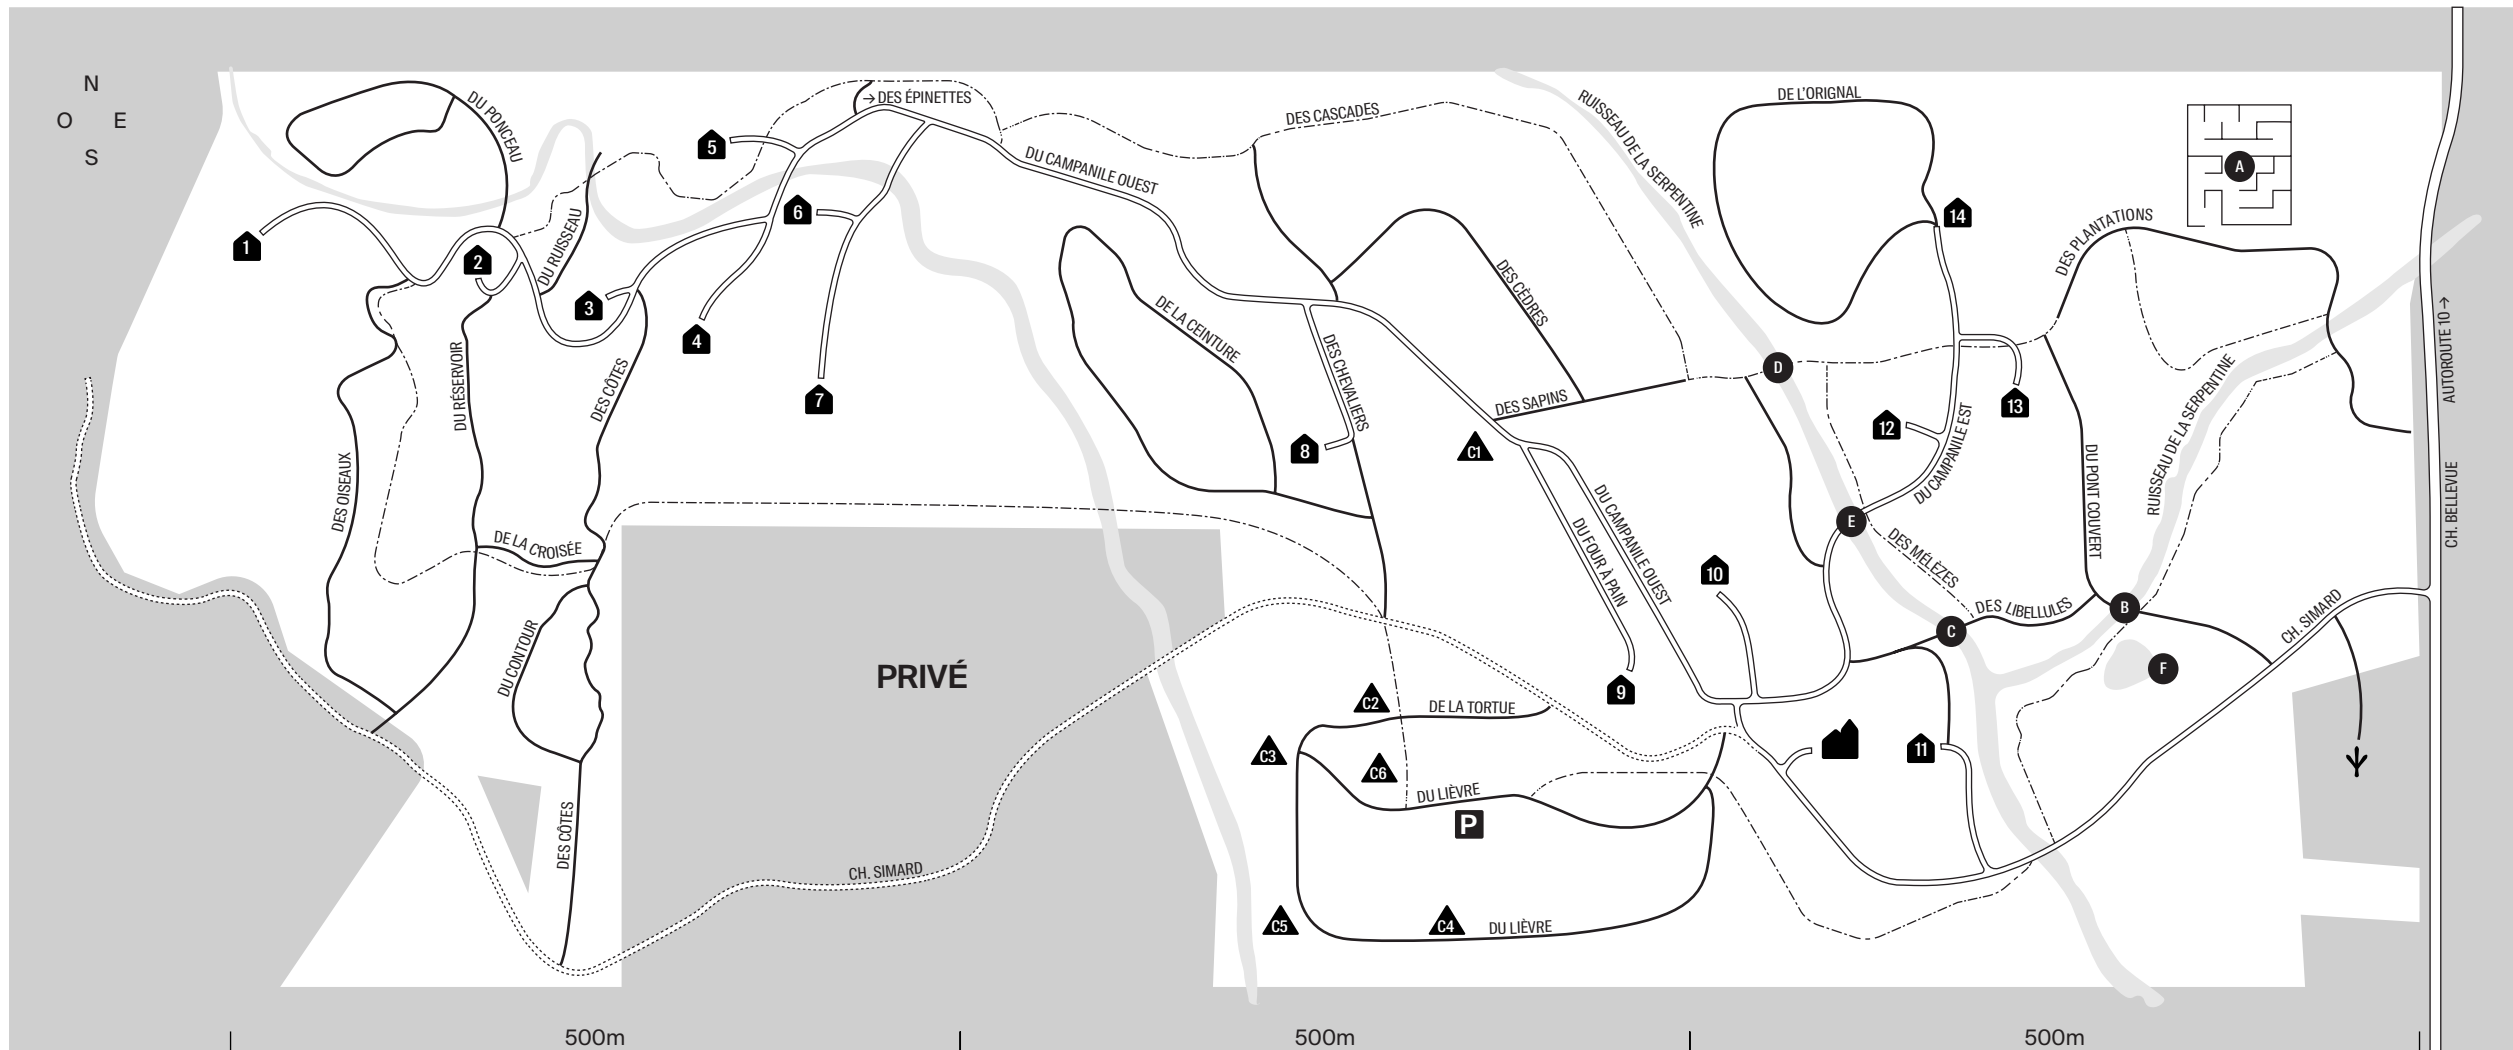 N
O E
S
DU PONCEAU
→ DES ÉPINETTES
DES CASCADES
RUISSEAU DE LA SERPENTINE
DE L'ORIGNAL
A
5
DU CAMPANILE OUEST
6
14
DES PLANTATIONS
1
2
DU RUISSEAU
3
4
7
DE LA CEINTURE
DES CÈDRES
DES CHEVALIERS
DES SAPINS
8
C1
D
12
13
DU CAMPANILE EST
AUTOROUTE 10 →
RUISSEAU DE LA SERPENTINE
DU PONT COUVERT
CH. BELLEVUE
DU RÉSERVOIR
DES CÔTES
DES OISEAUX
DE LA CROISÉE
DU CAMPANILE OUEST
DU FOUR À PAIN
E
DES MÉLÈZES
10
DES LIBELLULES
B
C
F
CH. SIMARD
DU CONTOUR
PRIVÉ
9
C2
DE LA TORTUE
C3
C6
11
DU LIÈVRE
P
DES CÔTES
CH. SIMARD
C5
C4
DU LIÈVRE
500m
500m
500m